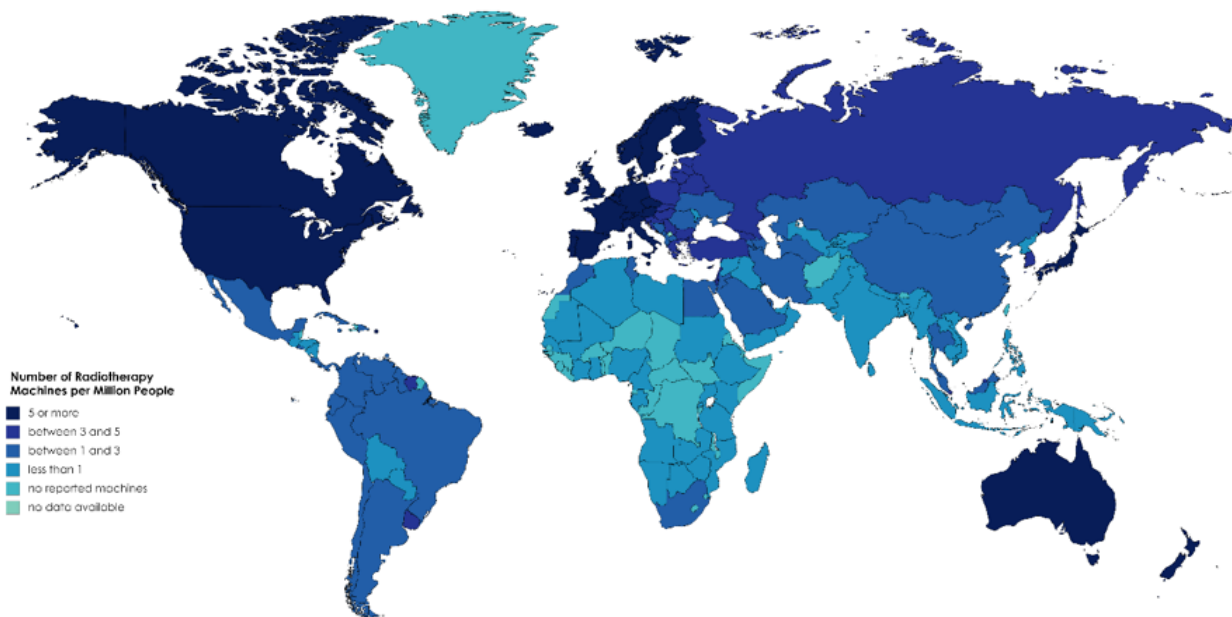 Number of Radiotherapy
Machines per Million People
5 or more
between 3 and 5
between 1 and 3
less than 1
no reported machines
no data available